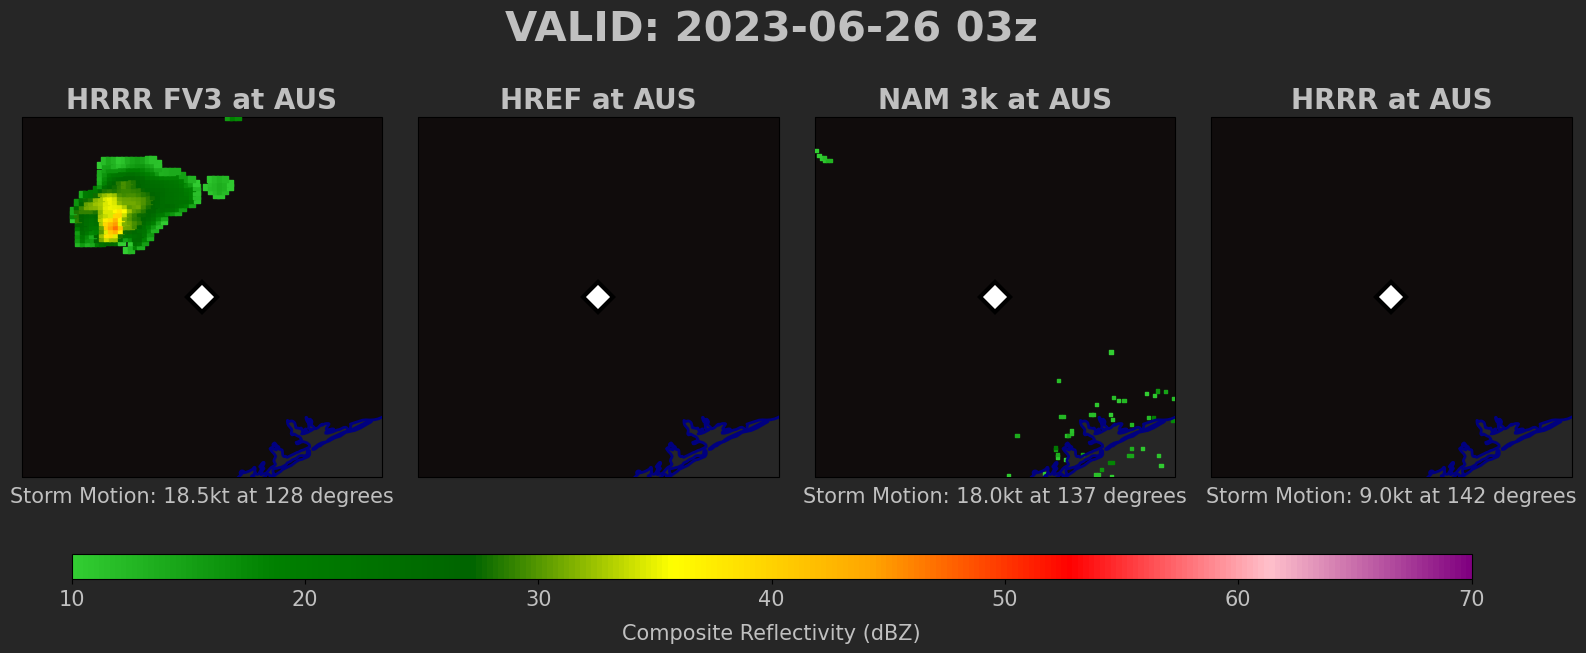 VALID: 2023-06-26 03z
HRRR FV3 at AUS
HREF at AUS
NAM 3k at AUS
HRRR at AUS
Storm Motion: 18.5kt at 128 degrees
Storm Motion: 18.0kt at 137 degrees
Storm Motion: 9.0kt at 142 degrees
10 20 30 40 50 60 70
Composite Reflectivity (dBZ)